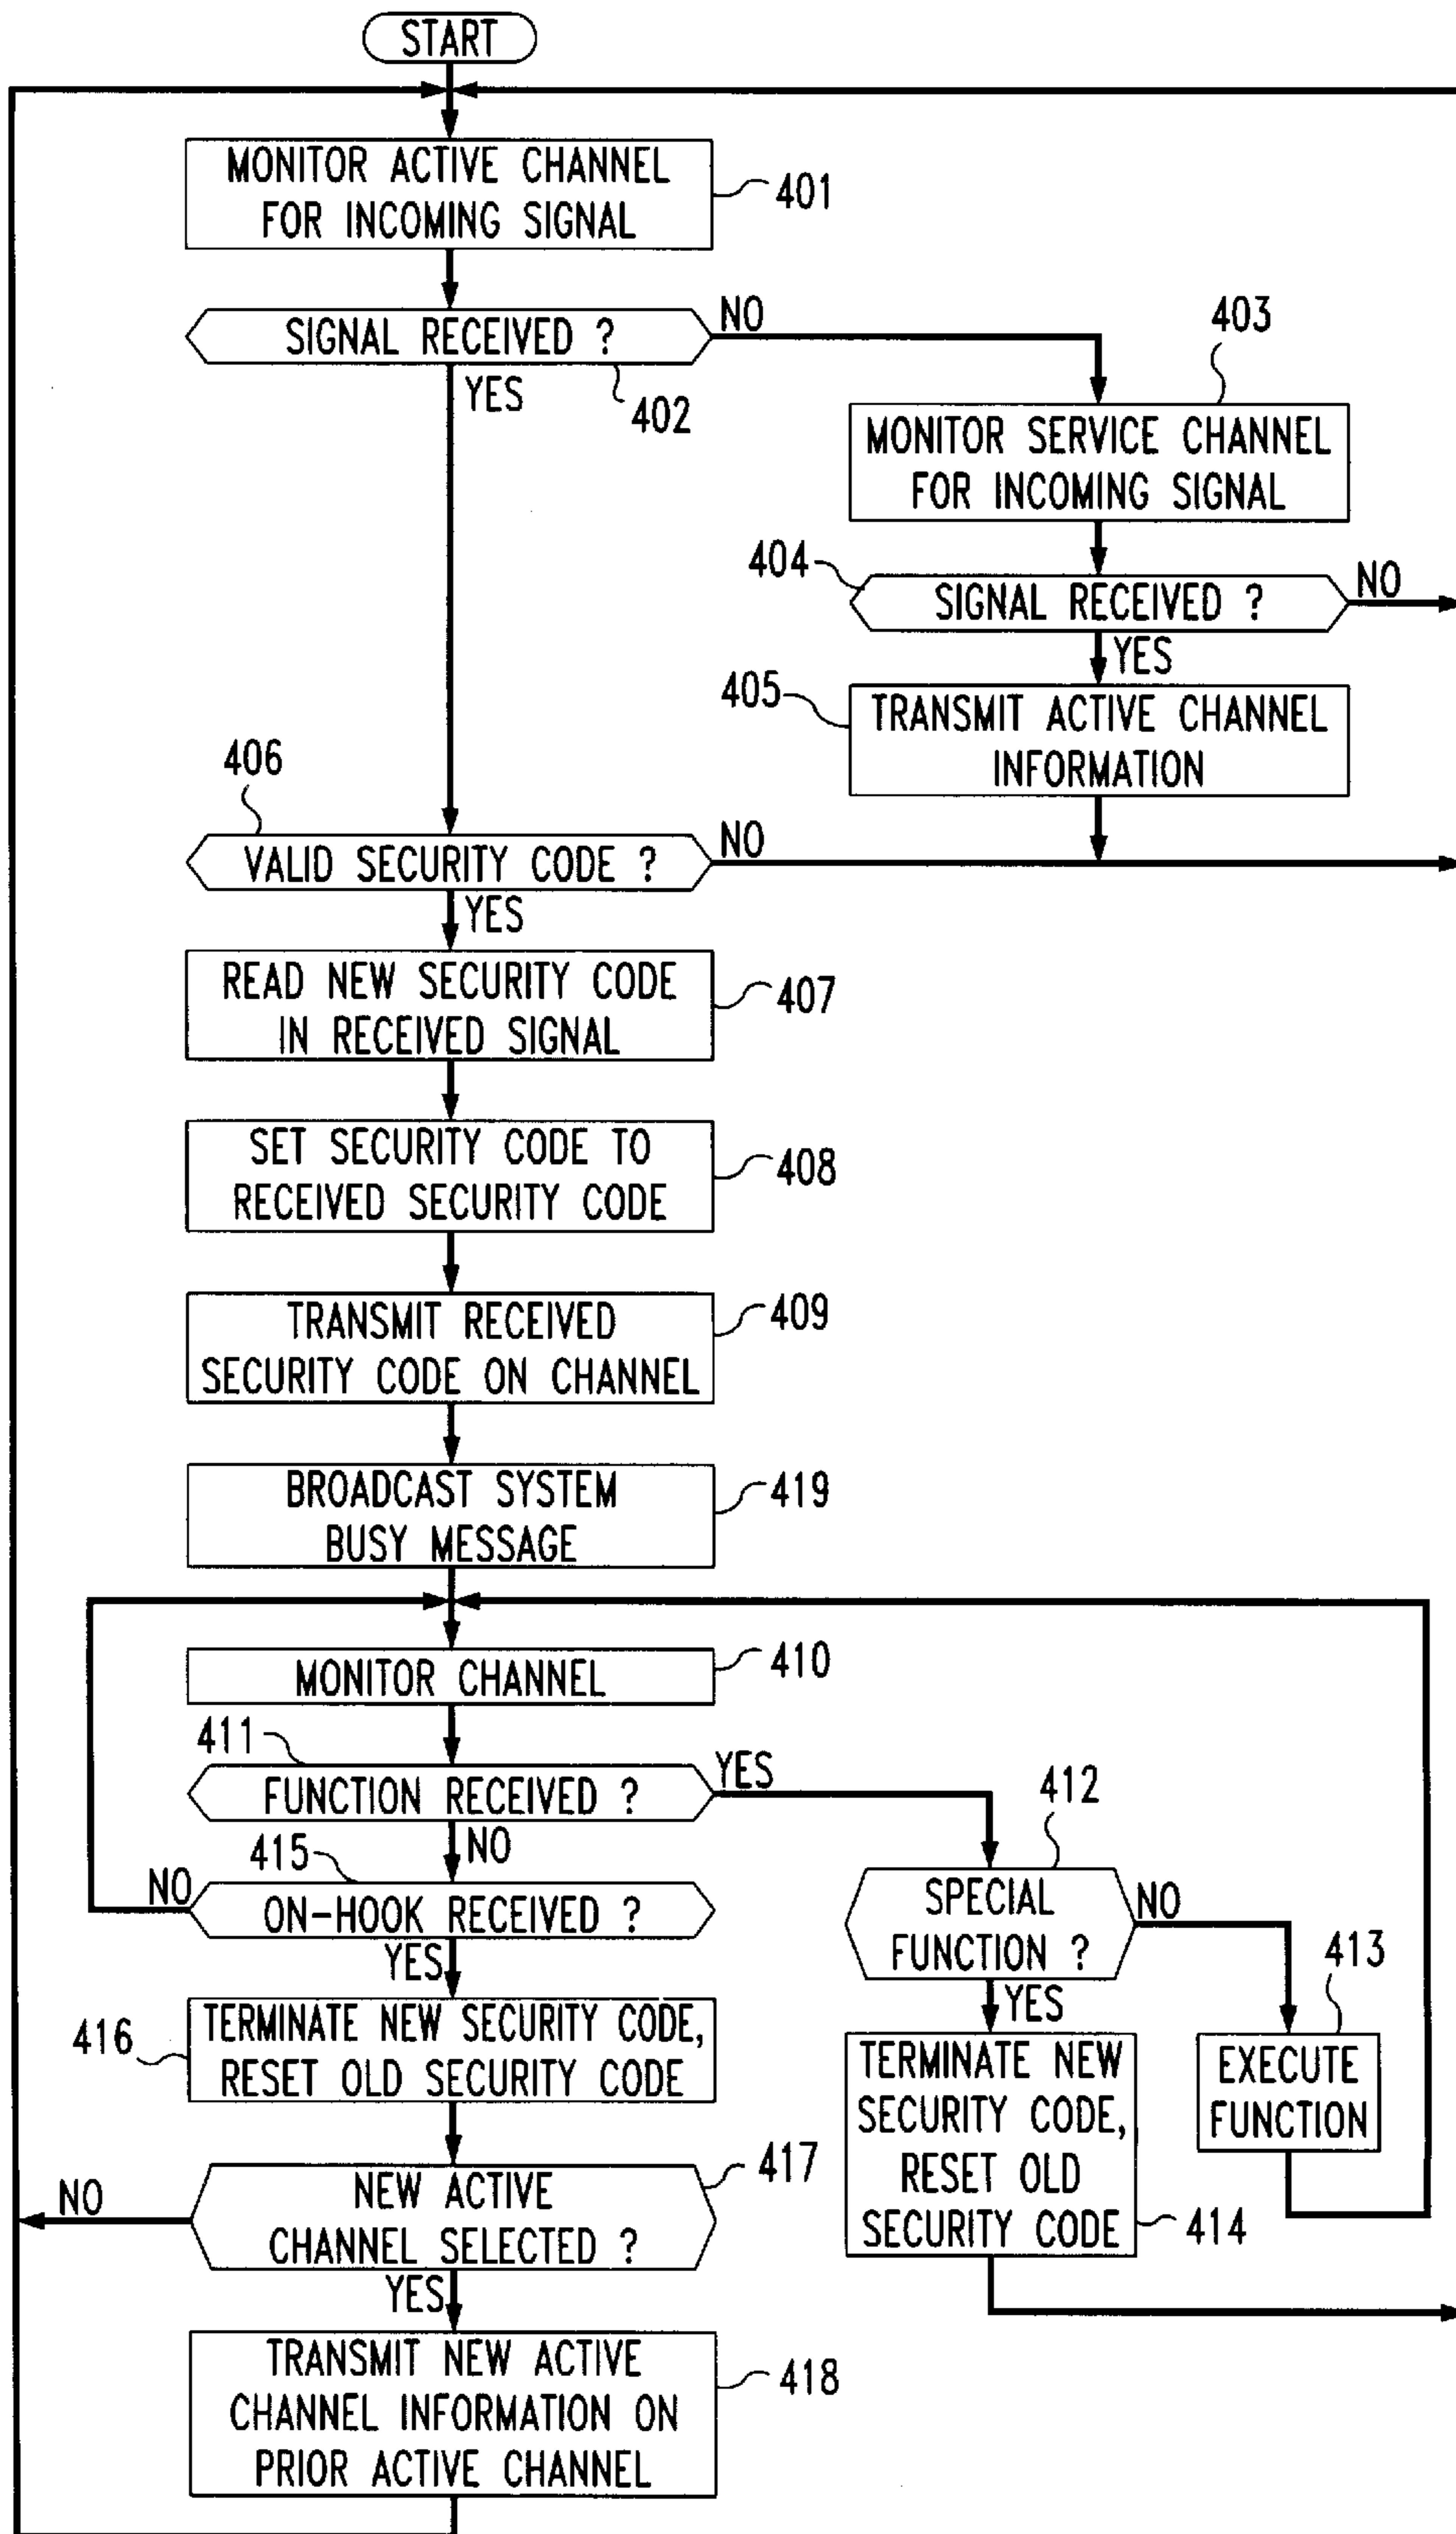 START
MONITOR ACTIVE CHANNEL
FOR INCOMING SIGNAL
401
SIGNAL RECEIVED ?
NO
YES
402
403
MONITOR SERVICE CHANNEL
FOR INCOMING SIGNAL
404
SIGNAL RECEIVED ?
NO
YES
405
TRANSMIT ACTIVE CHANNEL
INFORMATION
406
VALID SECURITY CODE ?
NO
YES
READ NEW SECURITY CODE
IN RECEIVED SIGNAL
407
SET SECURITY CODE TO
RECEIVED SECURITY CODE
408
TRANSMIT RECEIVED
SECURITY CODE ON CHANNEL
409
BROADCAST SYSTEM
BUSY MESSAGE
419
MONITOR CHANNEL
410
411
FUNCTION RECEIVED ?
YES
NO
412
SPECIAL
FUNCTION ?
NO
YES
413
EXECUTE
FUNCTION
415
NO
ON-HOOK RECEIVED ?
YES
416
TERMINATE NEW SECURITY CODE,
RESET OLD SECURITY CODE
TERMINATE NEW
SECURITY CODE,
RESET OLD
SECURITY CODE
414
417
NO
NEW ACTIVE
CHANNEL SELECTED ?
YES
TRANSMIT NEW ACTIVE
CHANNEL INFORMATION ON
PRIOR ACTIVE CHANNEL
418